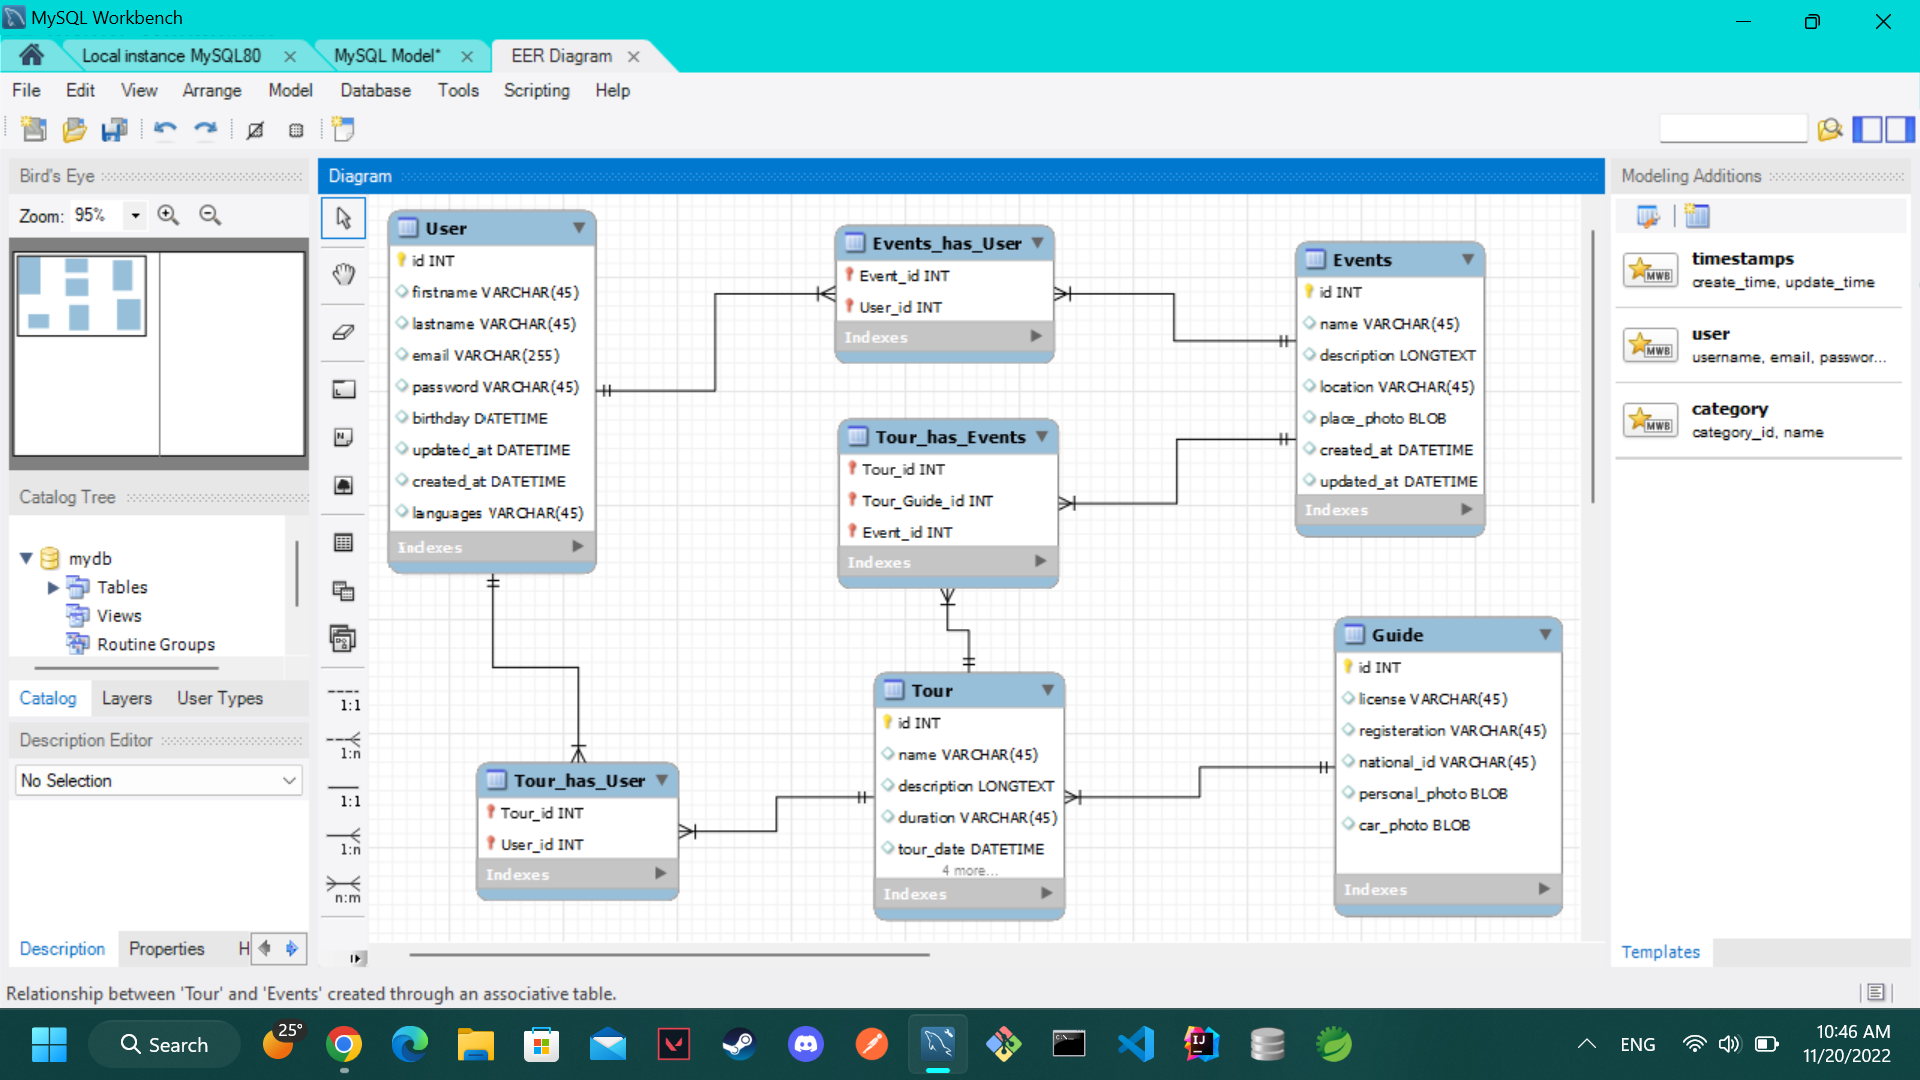 MySQL Workbench
Local instance MySQL80
MySQL Model*
EER Diagram
File Edit View Arrange Model Database Tools Scripting Help
Bird's Eye
Zoom: 95%
Diagram
Modeling Additions
User
id INT
firstname VARCHAR(45)
lastname VARCHAR(45)
email VARCHAR(255)
password VARCHAR(45)
birthday DATETIME
updated_at DATETIME
created_at DATETIME
languages VARCHAR(45)
Indexes
Events_has_User
Event_id INT
User_id INT
Indexes
Events
id INT
name VARCHAR(45)
description LONGTEXT
location VARCHAR(45)
place_photo BLOB
created_at DATETIME
updated_at DATETIME
Indexes
Tour_has_Events
Tour_id INT
Tour_Guide_id INT
Event_id INT
Indexes
Guide
id INT
license VARCHAR(45)
registeration VARCHAR(45)
national_id VARCHAR(45)
personal_photo BLOB
car_photo BLOB
Indexes
Tour
id INT
name VARCHAR(45)
description LONGTEXT
duration VARCHAR(45)
tour_date DATETIME
4 more...
Indexes
Tour_has_User
Tour_id INT
User_id INT
Indexes
timestamps
create_time, update_time
user
username, email, passwor...
category
category_id, name
MWB
MWB
MWB
Templates
Catalog Tree
mydb
Tables
Views
Routine Groups
Catalog Layers User Types
Description Editor
No Selection
Description Properties H
1:1
1:n
1:1
1:n
n:m
Relationship between 'Tour' and 'Events' created through an associative table.
Search
25°
IJ
ENG
10:46 AM
11/20/2022